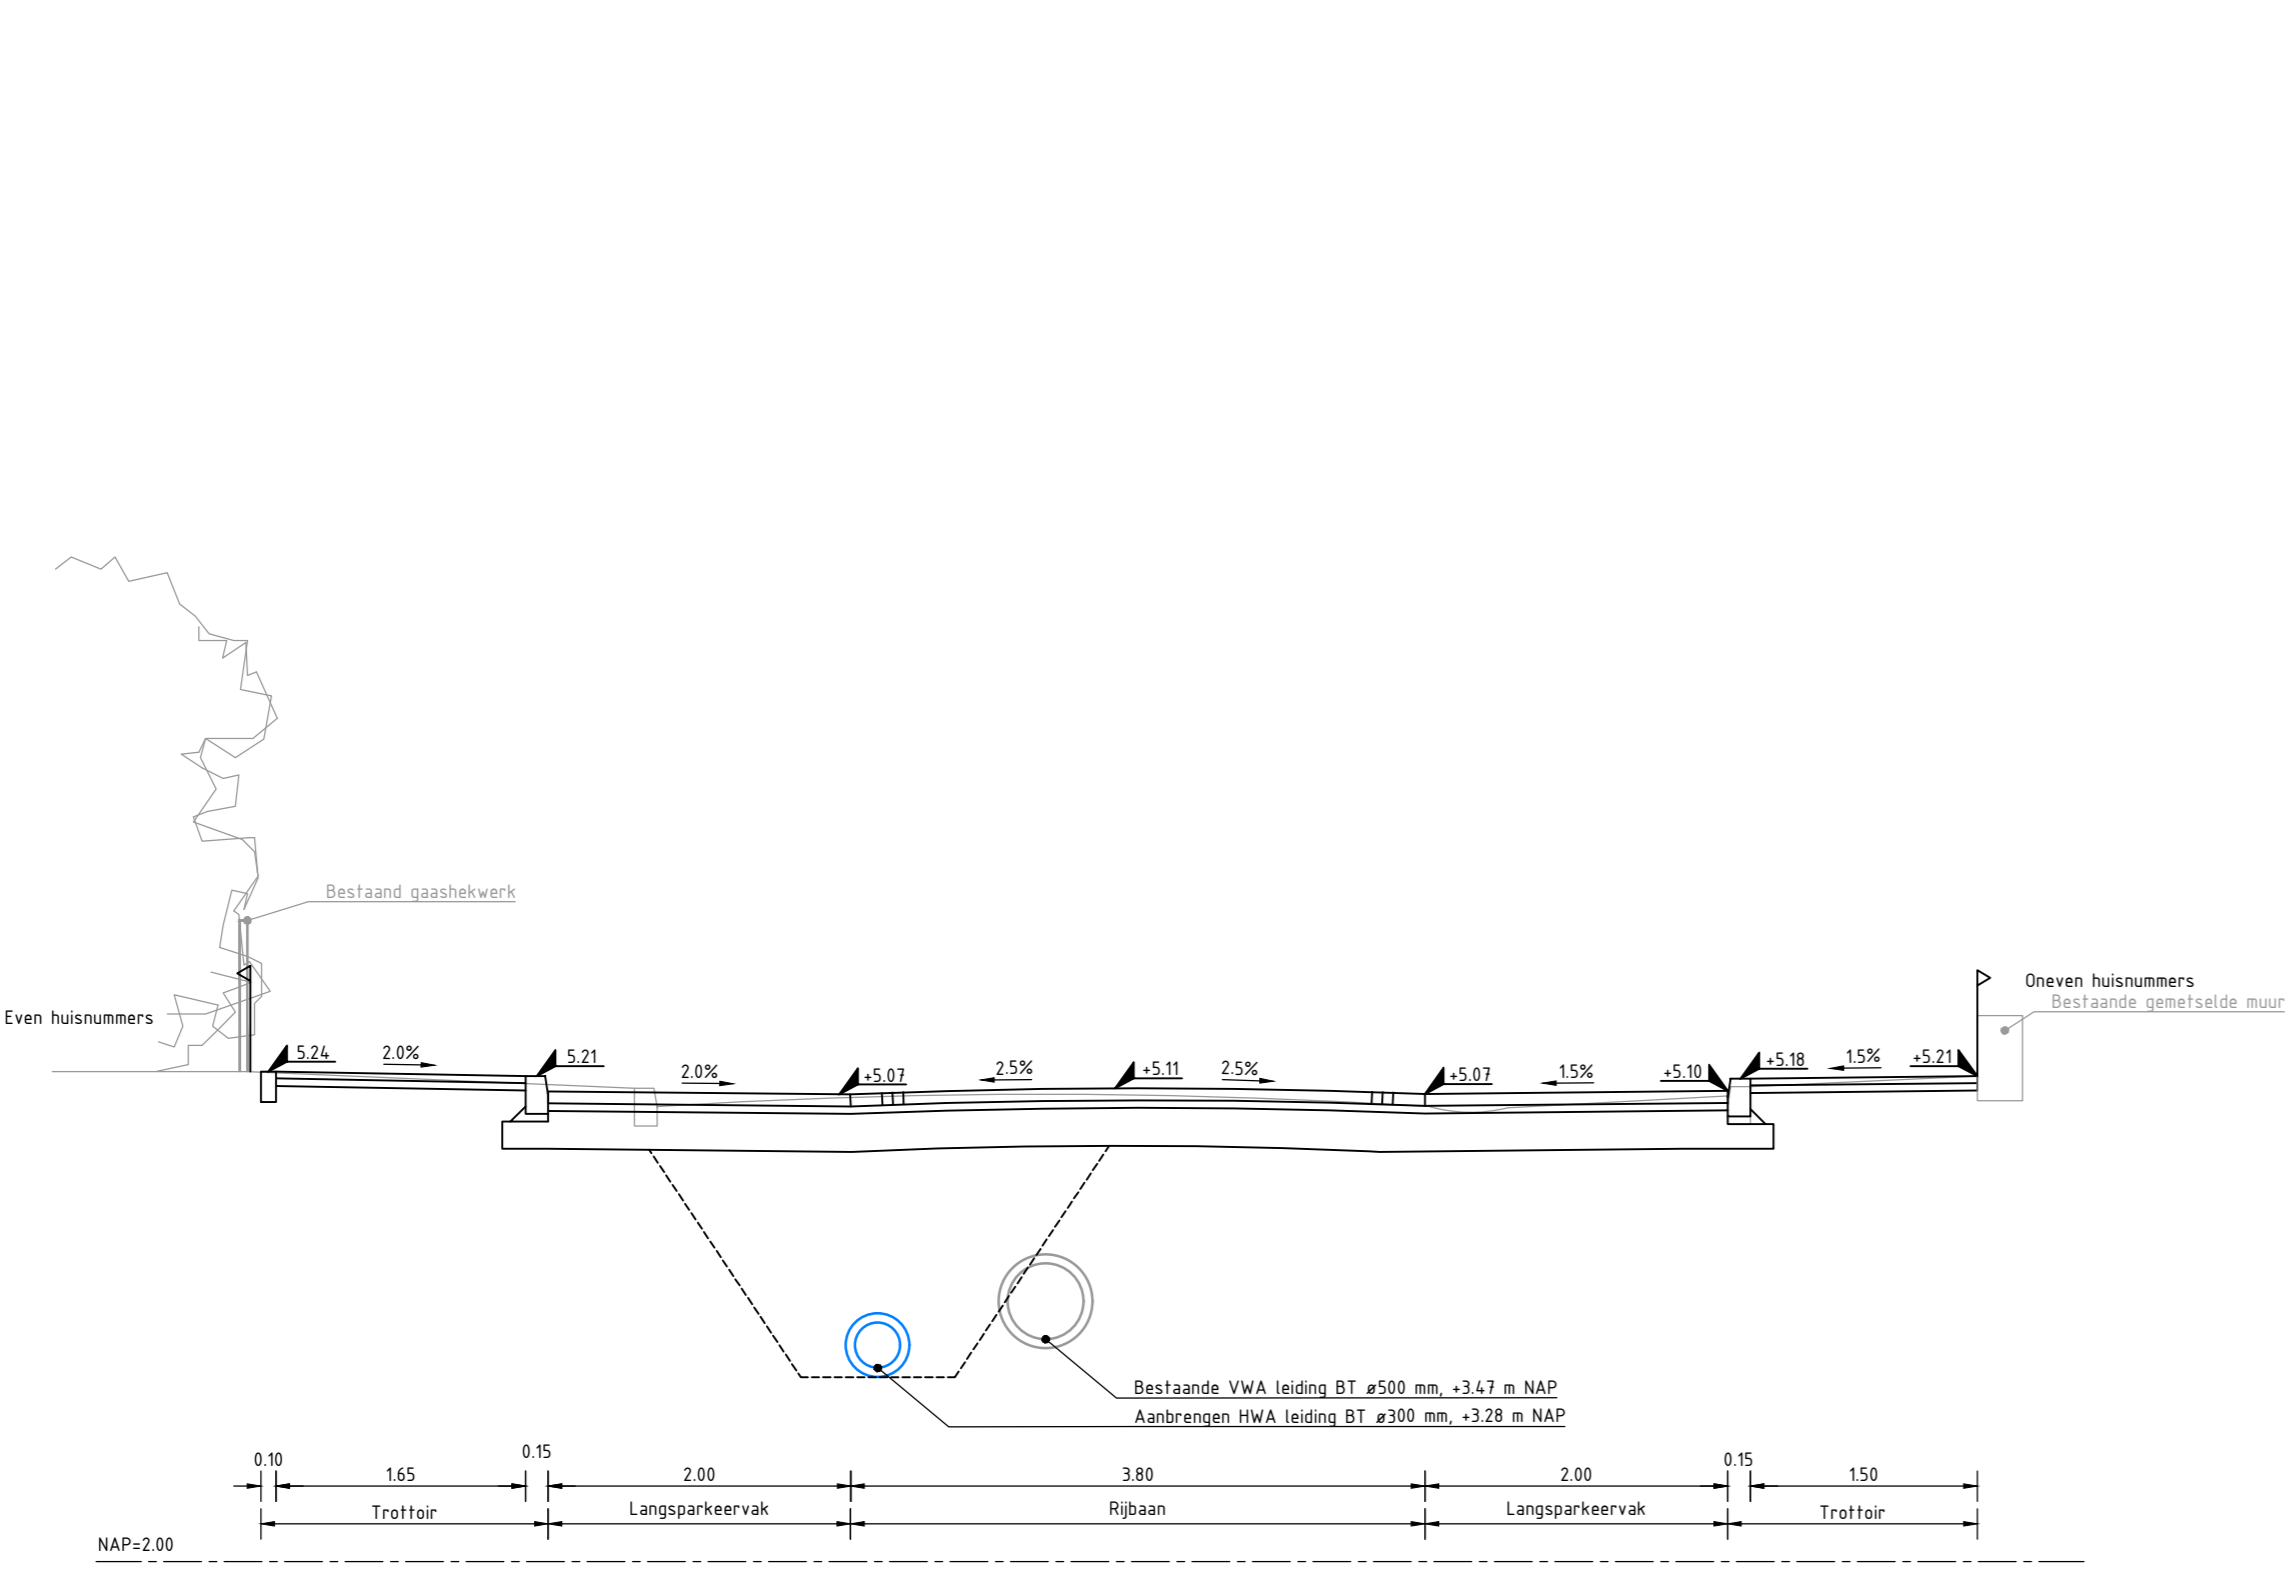 Bestaand gaashekwerk
Oneven huisnummers
Bestaande gemetselde muur
Even huisnummers
5.24
2.0%
5.21
2.0%
+5.07
2.5%
+5.11
2.5%
+5.07
1.5%
+5.10
+5.18
1.5%
+5.21
Bestaande VWA leiding BT ø500 mm, +3.47 m NAP
Aanbrengen HWA leiding BT ø300 mm, +3.28 m NAP
0.10
1.65
0.15
2.00
3.80
2.00
0.15
1.50
Trottoir
Langsparkeervak
Rijbaan
Langsparkeervak
Trottoir
NAP=2.00